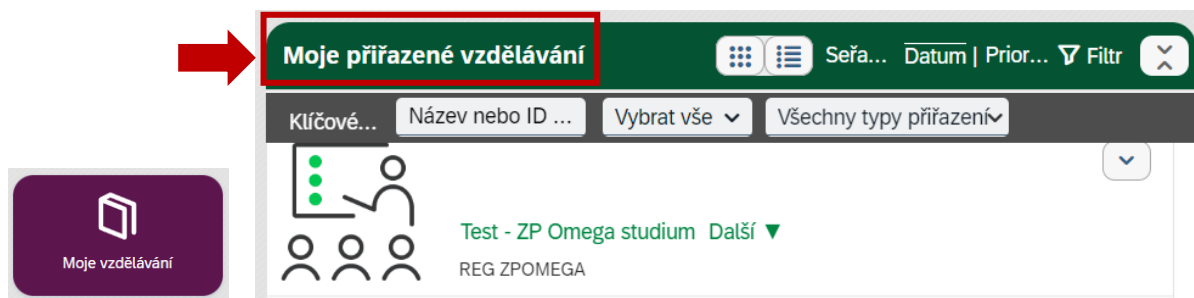 Moje přiřazené vzdělávání Seřa... Datum | Prior... Filtr
Klíčové... Název nebo ID ... Vybrat vše Všechny typy přiřazení
Test - ZP Omega studium Další ▼
REG ZPOMEGA
Moje vzdělávání